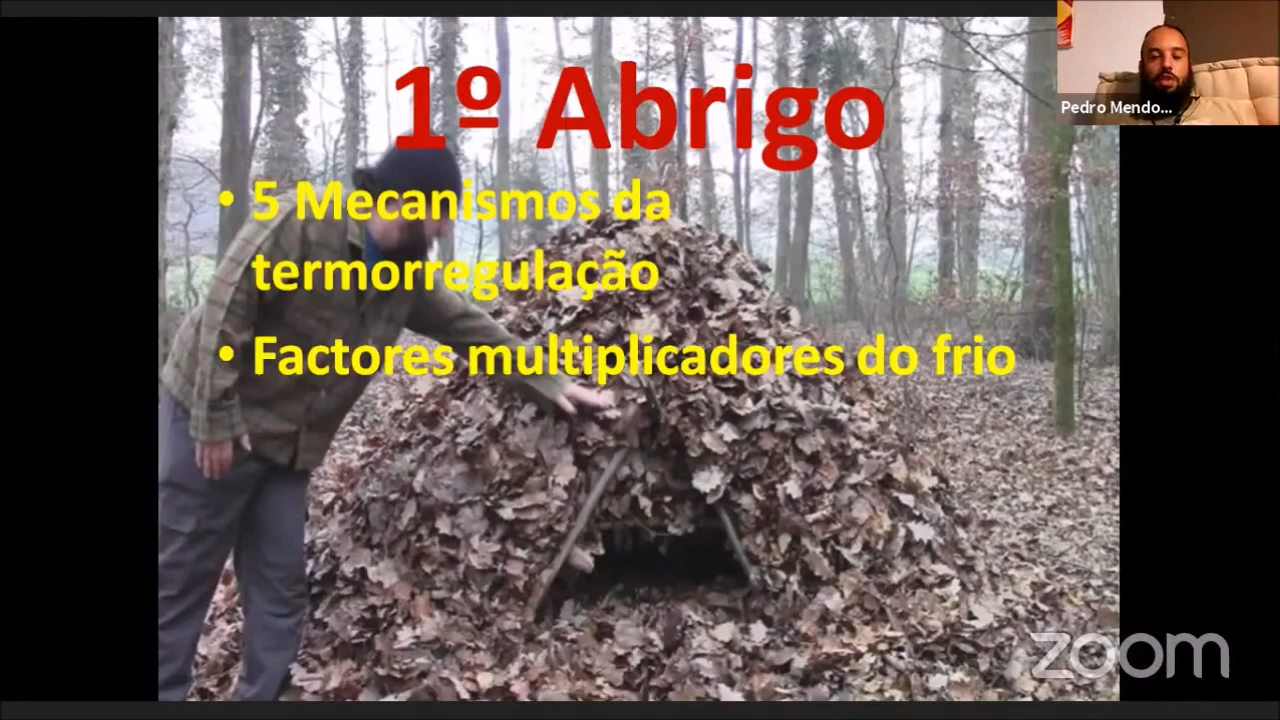 1º Abrigo
• 5 Mecanismos da
termorregulação
• Factores multiplicadores do frio
Pedro Mendo...
zoom